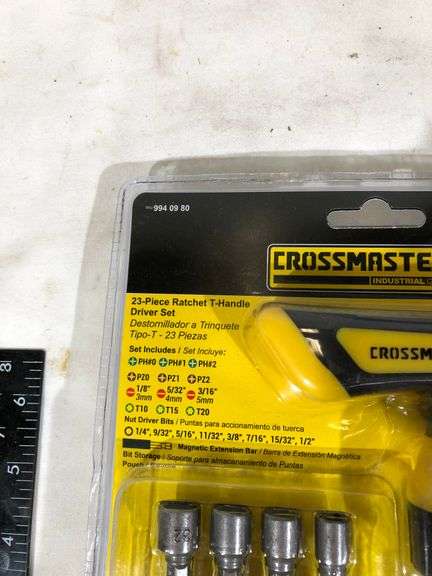 994 09 80
CROSSMASTE
INDUSTRIAL
23-Piece Ratchet T-Handle
Driver Set
Destornillador a Trinquete
Tipo-T - 23 Piezas
Set Includes / Set Incluye:
PH#0 PH#1 PH#2
PZ0 PZ1 PZ2
1/8" 5/32" 3/16"
3mm 4mm 5mm
T10 T15 T20
Nut Driver Bits / Puntas para accionamiento de tuerca
1/4", 9/32", 5/16", 11/32", 3/8", 7/16", 15/32", 1/2"
Magnetic Extension Bar / Barra de Extensión Magnética
Bit Storage / Soporte para almacenamiento de Puntas
Pouch
CROSSM
8
7
6
5
4